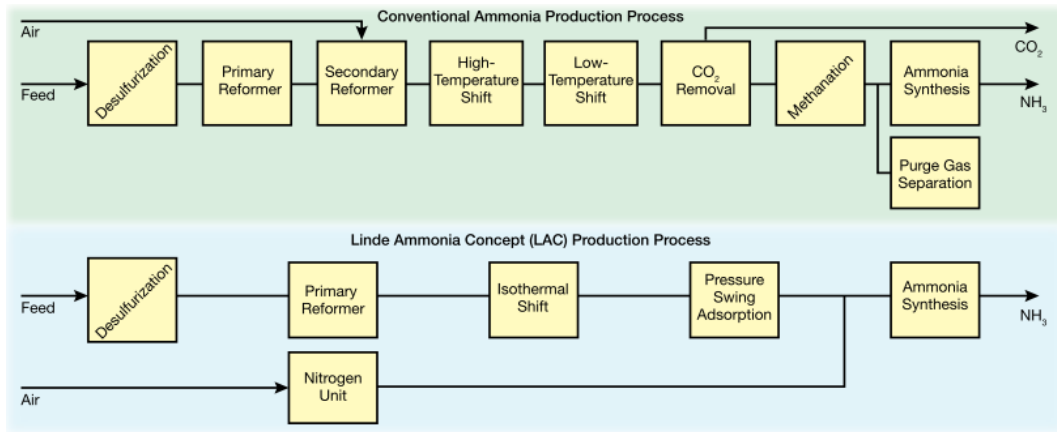 Conventional Ammonia Production Process
Air
Feed
Desulfurization
Primary
Reformer
Secondary
Reformer
High-
Temperature
Shift
Low-
Temperature
Shift
CO₂
Removal
Methanation
Ammonia
Synthesis
CO₂
NH₃
Purge Gas
Separation
Linde Ammonia Concept (LAC) Production Process
Feed
Desulfurization
Primary
Reformer
Isothermal
Shift
Pressure
Swing
Adsorption
Ammonia
Synthesis
NH₃
Air
Nitrogen
Unit